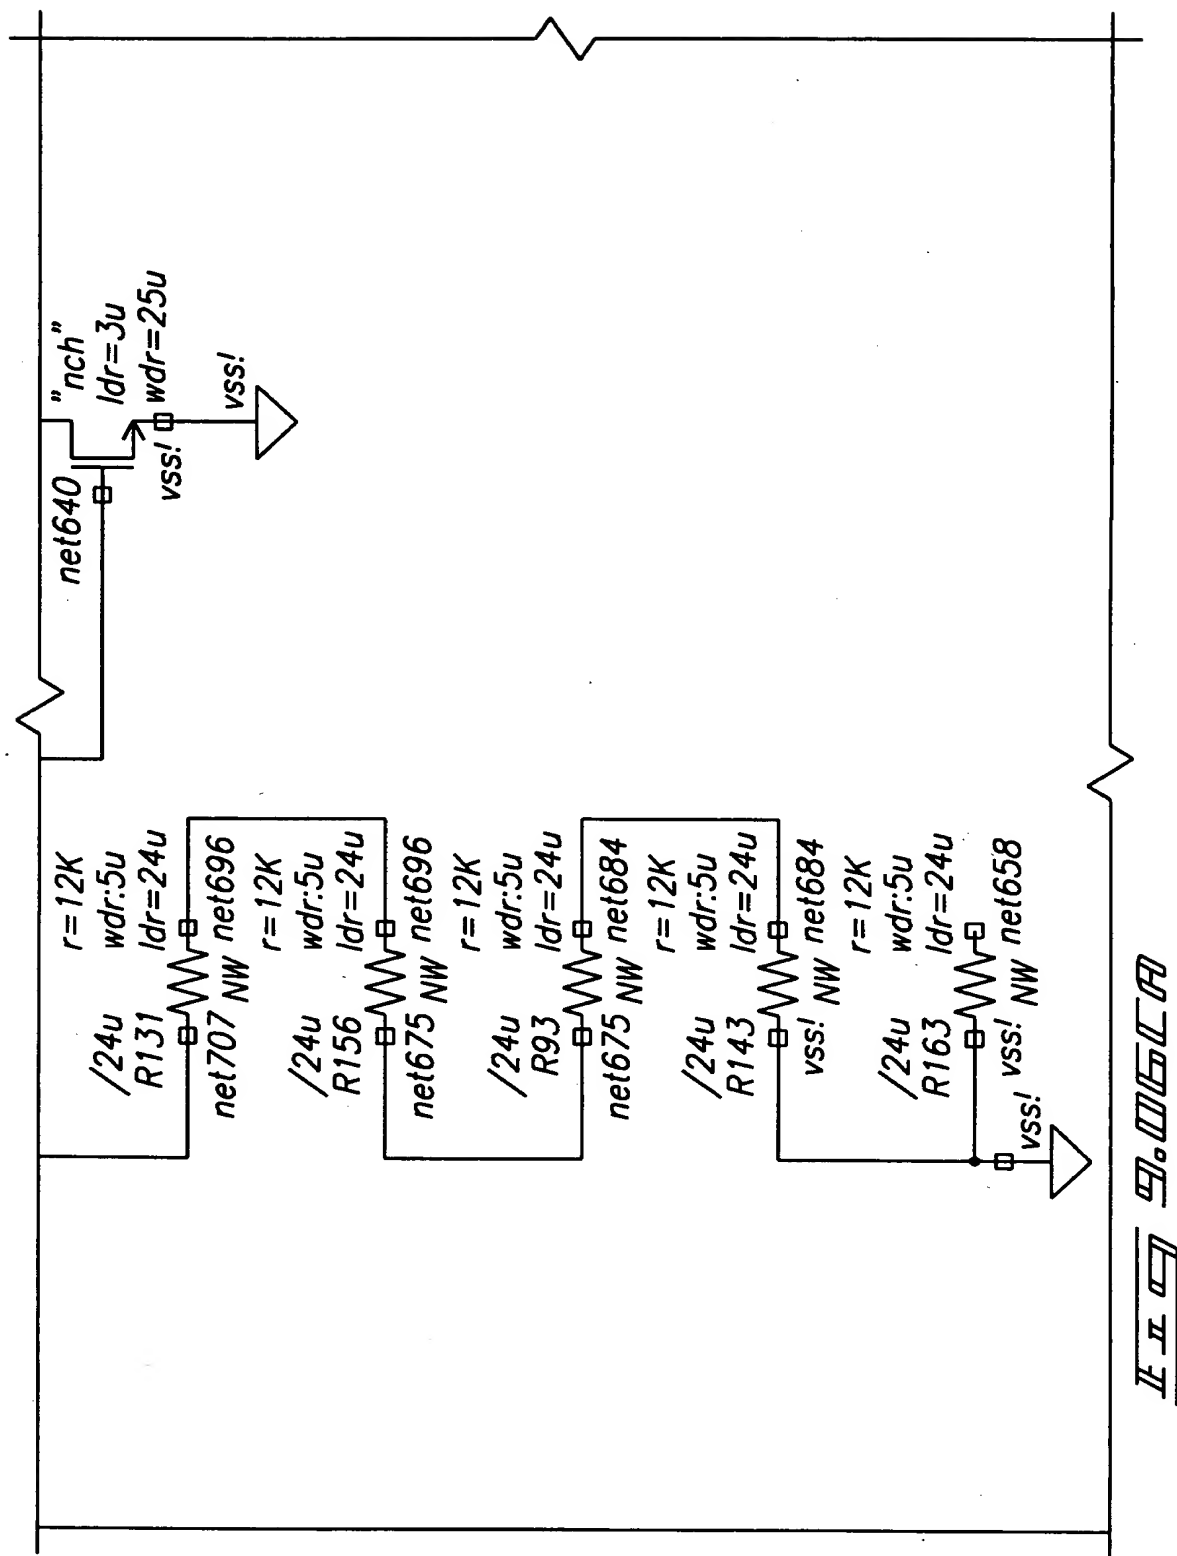 "nch"
ldr=3u
wdr=25u
net640
vss!
vss!
r=12K
wdr:5u
ldr=24u
/24u
R131
net707
NW
net696
r=12K
wdr:5u
ldr=24u
/24u
R156
net675
NW
net696
r=12K
wdr:5u
ldr=24u
/24u
R93
net675
NW
net684
r=12K
wdr:5u
ldr=24u
/24u
R143
vss!
NW
net684
r=12K
wdr:5u
ldr=24u
/24u
R163
vss!
NW
net658
vss!
FIG 9.06CA